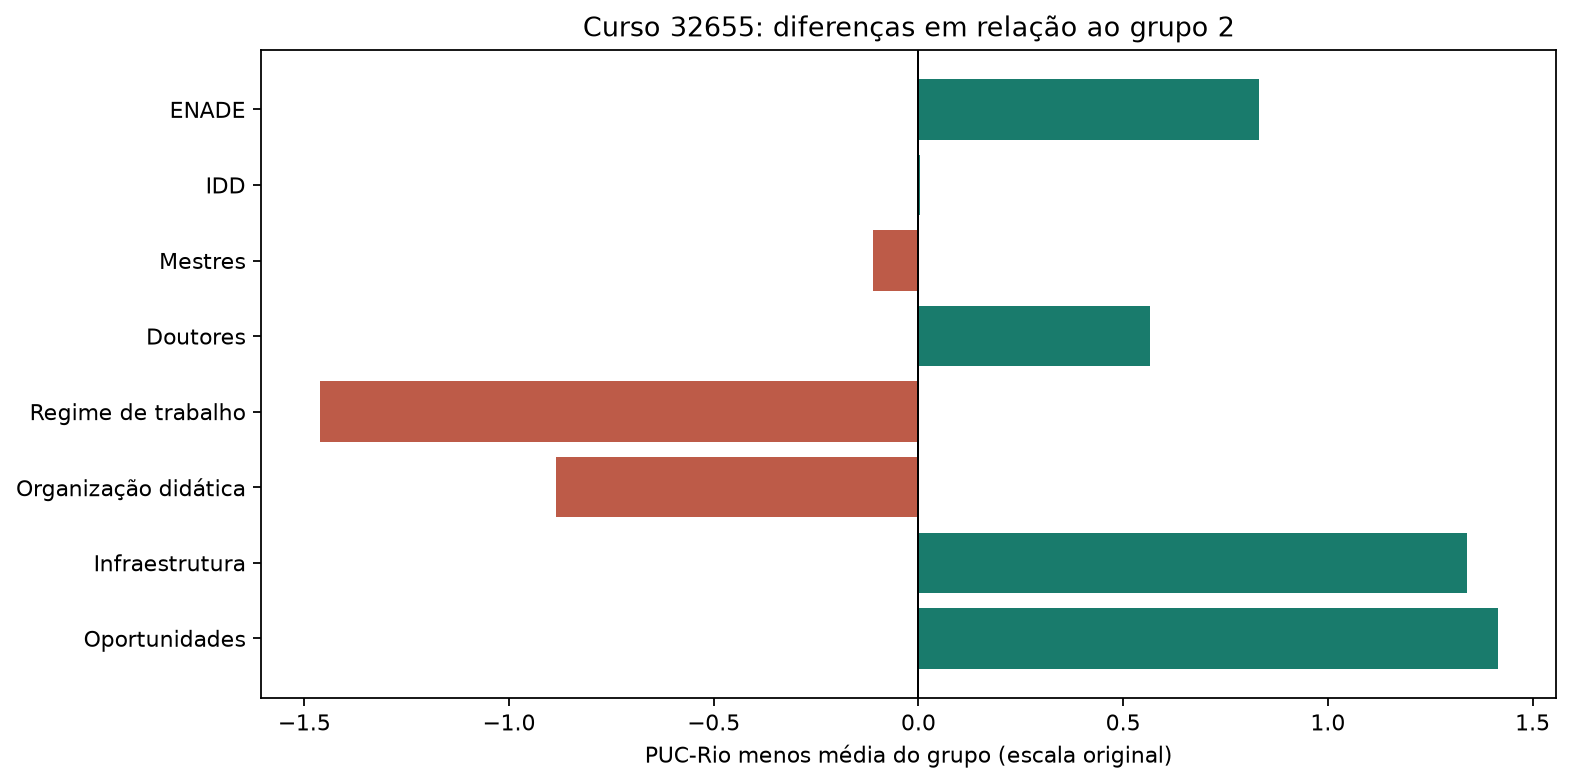 Curso 32655: diferenças em relação ao grupo 2
ENADE
IDD
Mestres
Doutores
Regime de trabalho
Organização didática
Infraestrutura
Oportunidades
−1.5 −1.0 −0.5 0.0 0.5 1.0 1.5
PUC-Rio menos média do grupo (escala original)